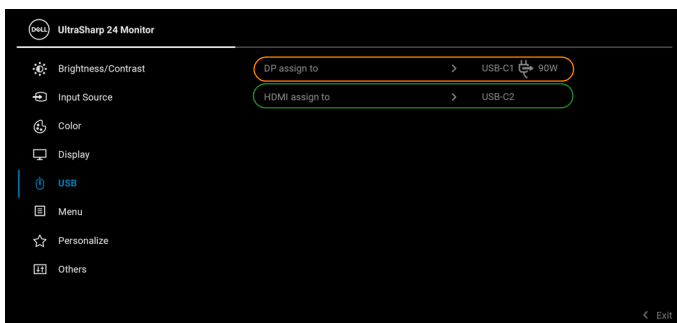 DELL UltraSharp 24 Monitor
Brightness/Contrast DP assign to > USB-C1 90W
Input Source HDMI assign to > USB-C2
Color
Display
USB
Menu
Personalize
Others
< Exit